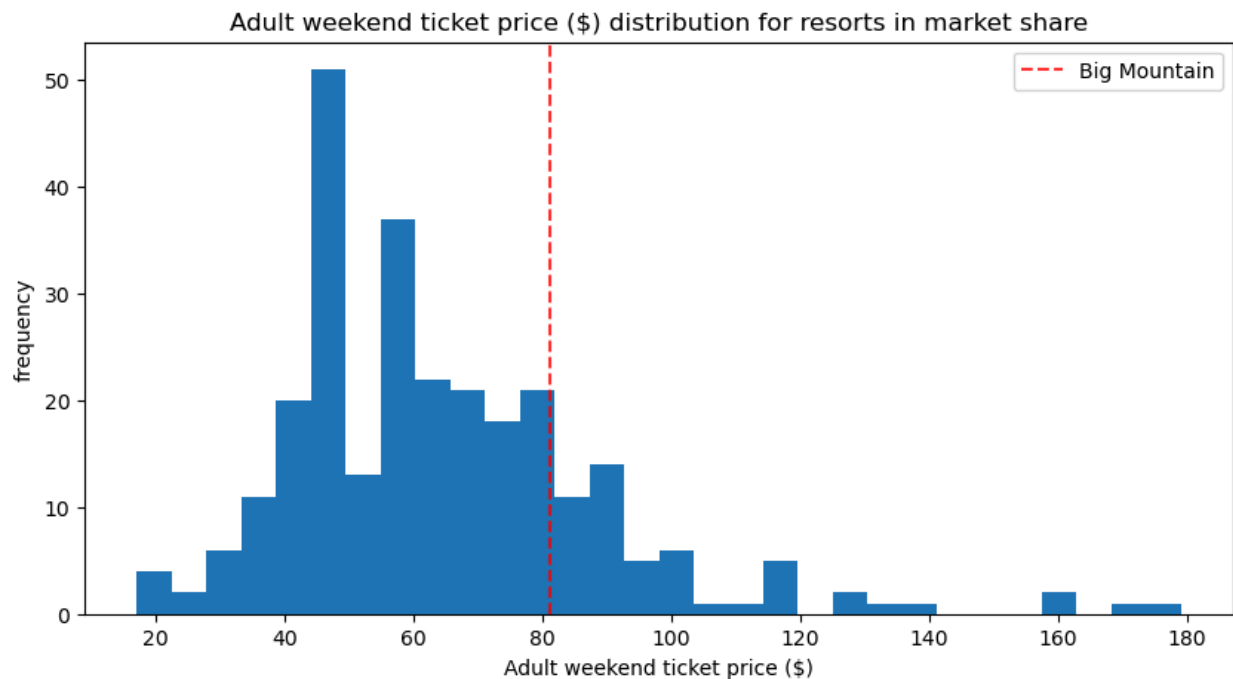 Adult weekend ticket price ($) distribution for resorts in market share
Big Mountain
frequency
50
40
30
20
10
0
20 40 60 80 100 120 140 160 180
Adult weekend ticket price ($)